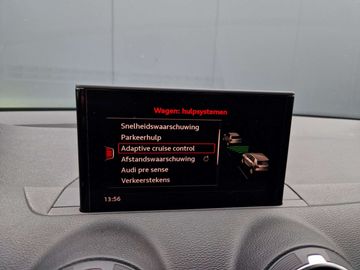 Wagen: hulpsystemen
Snelheidswaarschuwing
Parkeerhulp
Adaptive cruise control
Afstandswaarschuwing
Audi pre sense
Verkeerstekens
13:56